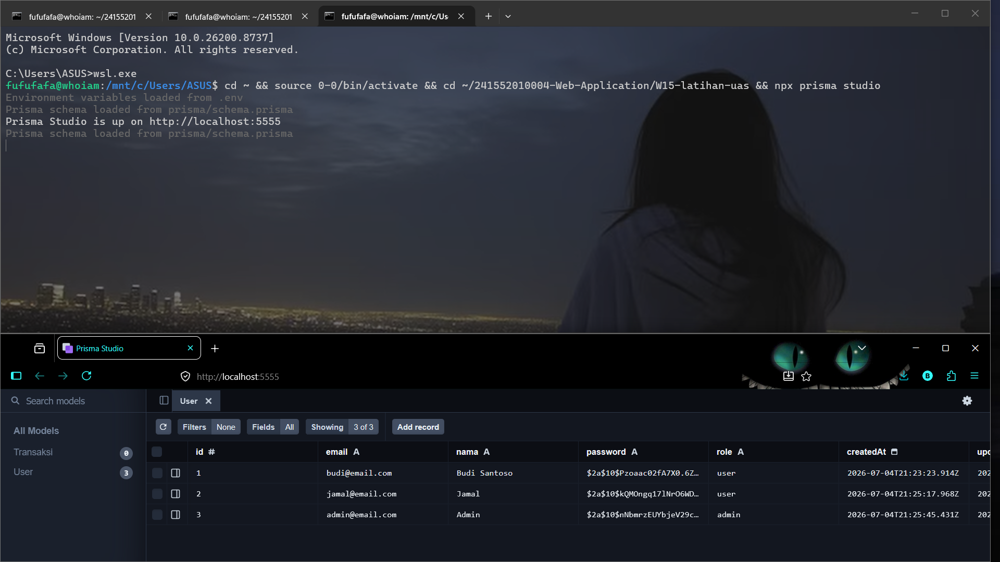 fufufafa@whoiam: ~/24155201
fufufafa@whoiam: ~/24155201
fufufafa@whoiam: /mnt/c/Us
Microsoft Windows [Version 10.0.26200.8737]
(c) Microsoft Corporation. All rights reserved.
C:\Users\ASUS>wsl.exe
fufufafa@whoiam:/mnt/c/Users/ASUS$ cd ~ && source 0-0/bin/activate && cd ~/241552010004-Web-Application/W15-latihan-uas && npx prisma studio
Environment variables loaded from .env
Prisma schema loaded from prisma/schema.prisma
Prisma Studio is up on http://localhost:5555
Prisma schema loaded from prisma/schema.prisma
Prisma Studio
http://localhost:5555
B
Search models
User
Filters None Fields All Showing 3 of 3 Add record
All Models
Transaksi 0
User 3
id # email A nama A password A role A createdAt upd
1 budi@email.com Budi Santoso $2a$10$Pzoaac02fA7X0.6Z… user 2026-07-04T21:23:23.914Z 202
2 jamal@email.com Jamal $2a$10$kQMOngq17lNrO6WD… user 2026-07-04T21:25:17.968Z 202
3 admin@email.com Admin $2a$10$nNbmrzEUYbjeV29c… admin 2026-07-04T21:25:45.431Z 202